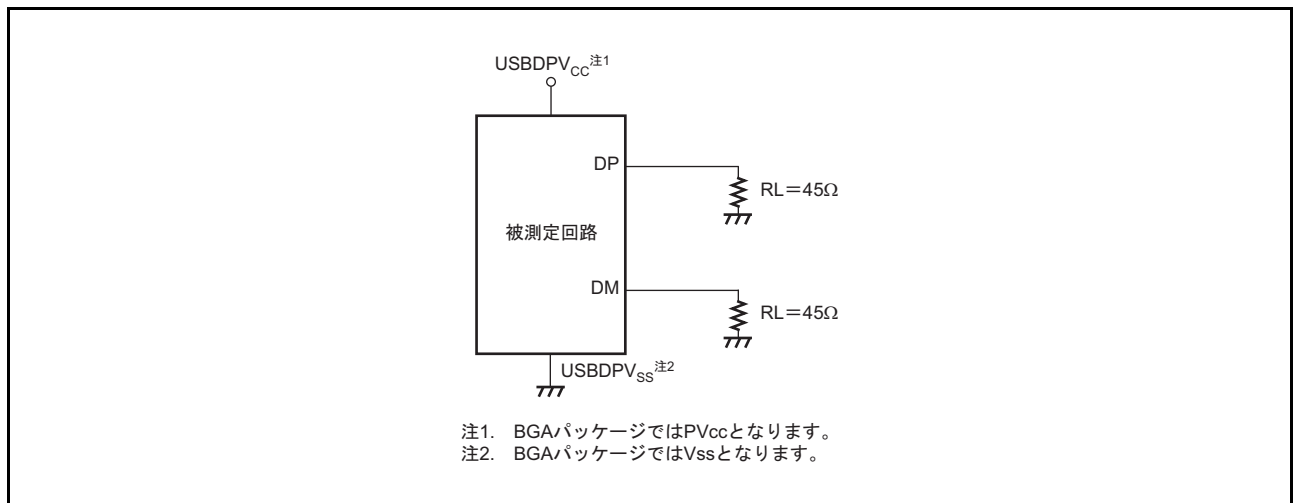 USBDPVCC注1
DP
RL＝45Ω
被測定回路
DM
RL＝45Ω
USBDPVSS注2
注1. BGAパッケージではPVccとなります。
注2. BGAパッケージではVssとなります。